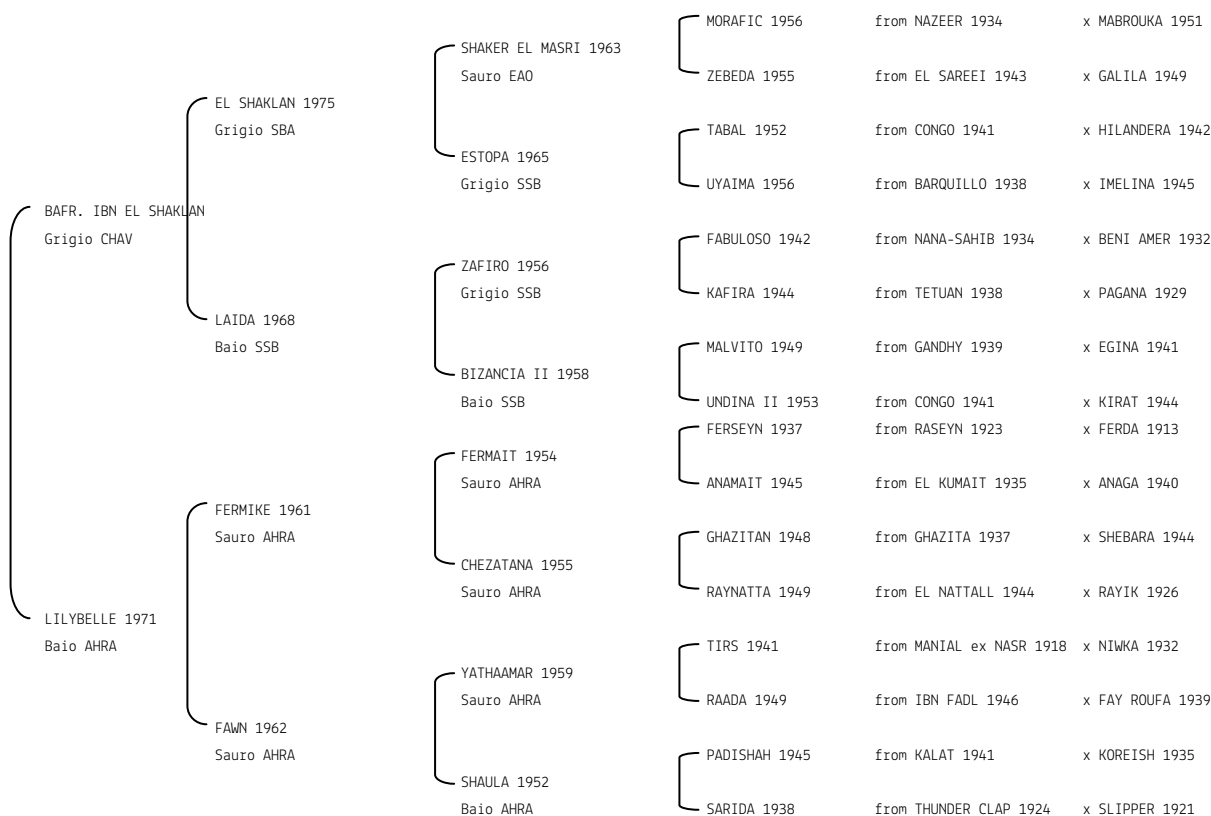 MORAFIC 1956 from NAZEER 1934 x MABROUKA 1951
SHAKER EL MASRI 1963
Sauro EAO ZEBEDA 1955 from EL SAREEI 1943 x GALILA 1949
EL SHAKLAN 1975
Grigio SBA TABAL 1952 from CONGO 1941 x HILANDERA 1942
ESTOPA 1965
Grigio SSB UYAIMA 1956 from BARQUILLO 1938 x IMELINA 1945
BAFR. IBN EL SHAKLAN
Grigio CHAV FABULOSO 1942 from NANA-SAHIB 1934 x BENI AMER 1932
ZAFIRO 1956
Grigio SSB KAFIRA 1944 from TETUAN 1938 x PAGANA 1929
LAIDA 1968
Baio SSB MALVITO 1949 from GANDHY 1939 x EGINA 1941
BIZANCIA II 1958
Baio SSB UNDINA II 1953 from CONGO 1941 x KIRAT 1944
FERSEYN 1937 from RASEYN 1923 x FERDA 1913
FERMAIT 1954
Sauro AHRA ANAMAIT 1945 from EL KUMAIT 1935 x ANAGA 1940
FERMIKE 1961
Sauro AHRA GHAZITAN 1948 from GHAZITA 1937 x SHEBARA 1944
CHEZATANA 1955
Sauro AHRA RAYNATTA 1949 from EL NATTALL 1944 x RAYIK 1926
LILYBELLE 1971
Baio AHRA TIRS 1941 from MANIAL ex NASR 1918 x NIWKA 1932
YATHAAMAR 1959
Sauro AHRA RAADA 1949 from IBN FADL 1946 x FAY ROUFA 1939
FAWN 1962
Sauro AHRA PADISHAH 1945 from KALAT 1941 x KOREISH 1935
SHAULA 1952
Baio AHRA SARIDA 1938 from THUNDER CLAP 1924 x SLIPPER 1921